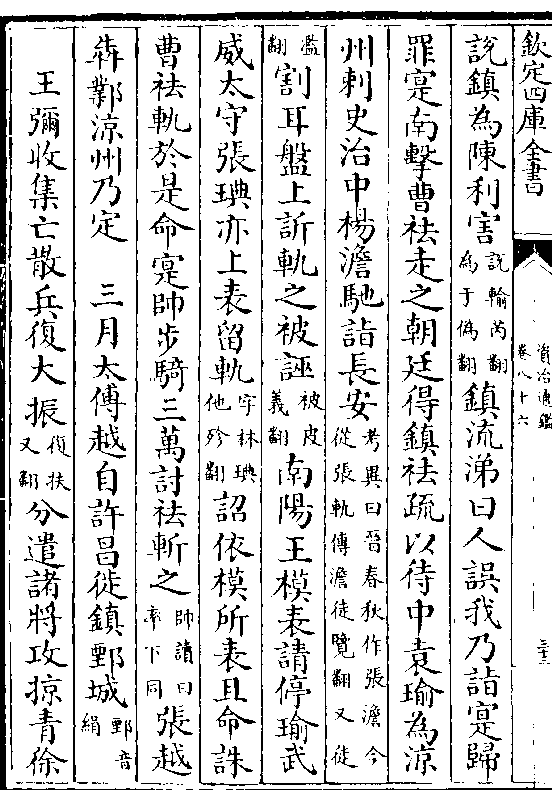 欽定四庫全書
資治通鑑
卷八十六
三十三
說鎮為陳利害說輸芮翻為于偽翻鎮流涕曰人誤我乃詣寔歸
罪寔南擊曹祛走之朝廷得鎮祛疏以待中袁瑜為涼
州刺史治中楊澹馳詣長安考異曰晉春秋作張澹今從張軌傳澹徒覽翻又徒
濫翻割耳盤上訴軌之被誣被皮義翻南陽王模表請停瑜武
威太守張琠亦上表留軌字林琠他殄翻詔依模所表且命誅
曹祛軌於是命寔帥步騎三萬討祛斬之帥讀曰率下同張越
犇鄴涼州乃定　三月太傅越自許昌徙鎮鄄城鄄音絹
王彌收集亡散兵復大振復扶又翻分遣諸將攻掠青徐